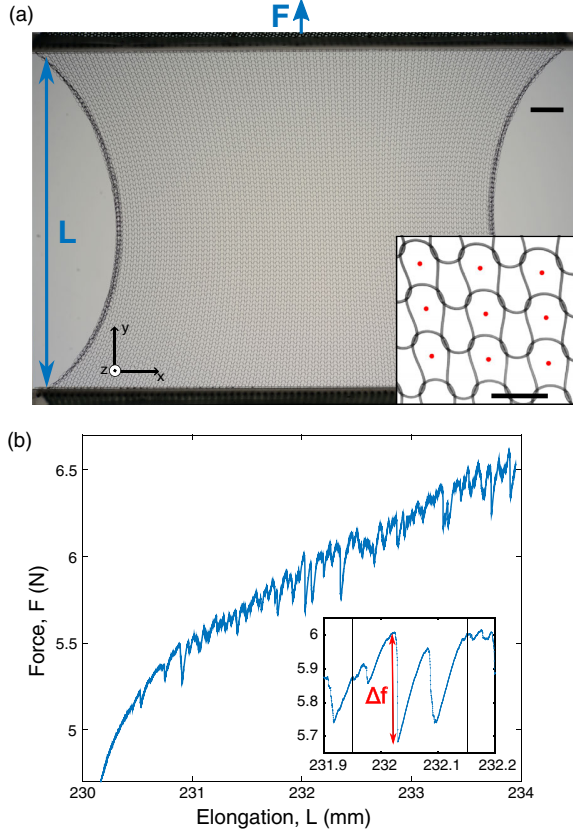 (a)
F
L
y
z
x
(b)
Force, F (N)
6.5
6
5.5
5
6
5.9
5.8
5.7
Δf
231.9
232
232.1
232.2
230
231
232
233
234
Elongation, L (mm)